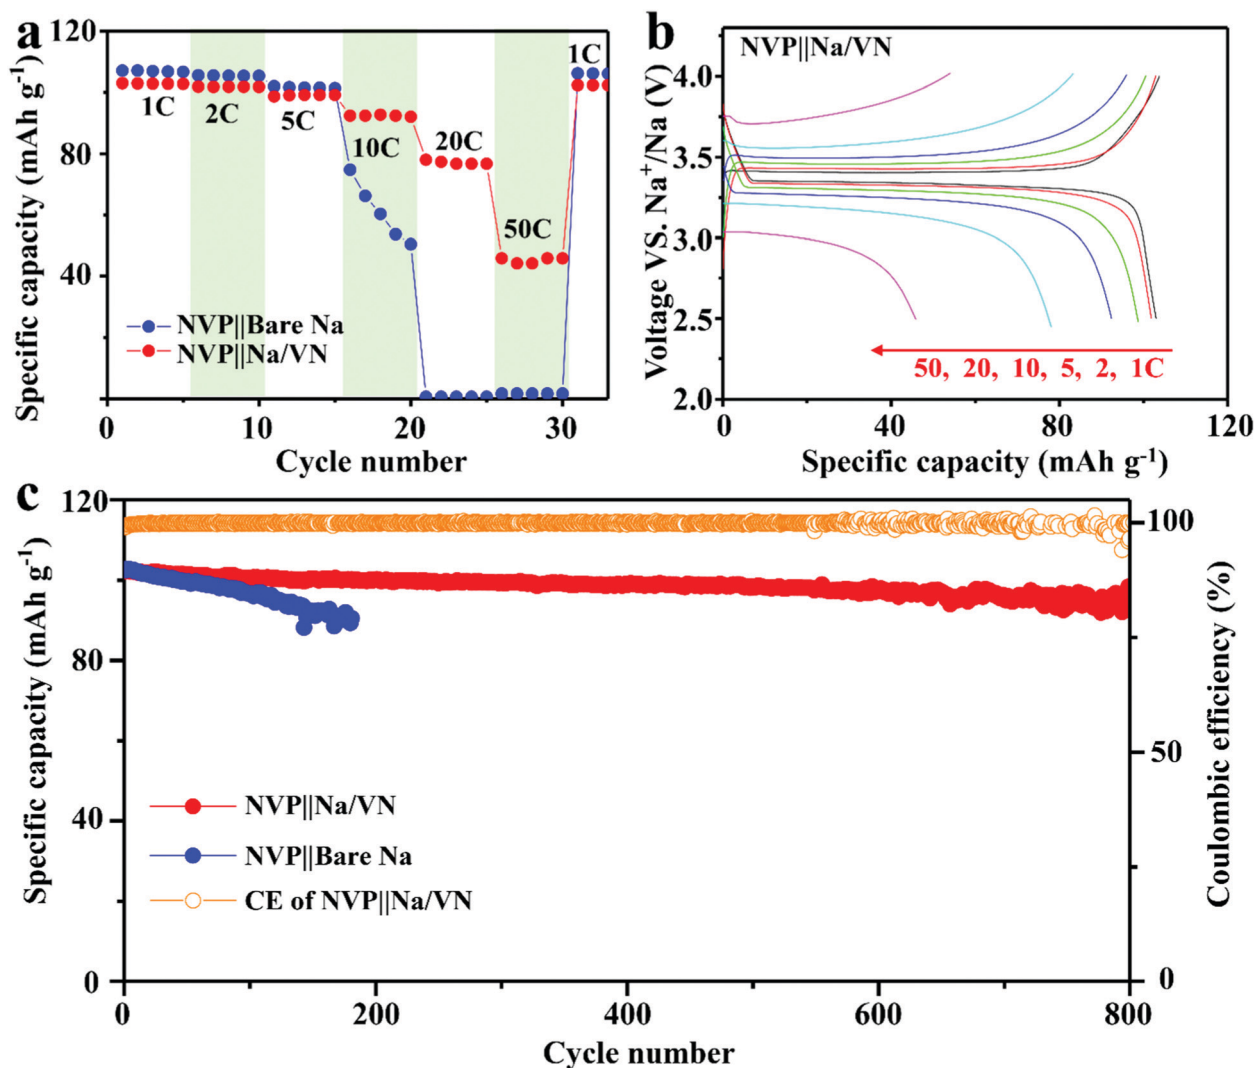 a
Specific capacity (mAh g⁻¹)
120
80
40
0
10
20
30
Cycle number
1C
2C
5C
10C
20C
50C
1C
NVP||Bare Na
NVP||Na/VN
b
Voltage VS. Na⁺/Na (V)
4.0
3.5
3.0
2.5
2.0
0
40
80
120
Specific capacity (mAh g⁻¹)
NVP||Na/VN
50, 20, 10, 5, 2, 1C
c
Specific capacity (mAh g⁻¹)
120
80
40
0
0
200
400
600
800
Cycle number
100
50
0
Coulombic efficiency (%)
NVP||Na/VN
NVP||Bare Na
CE of NVP||Na/VN